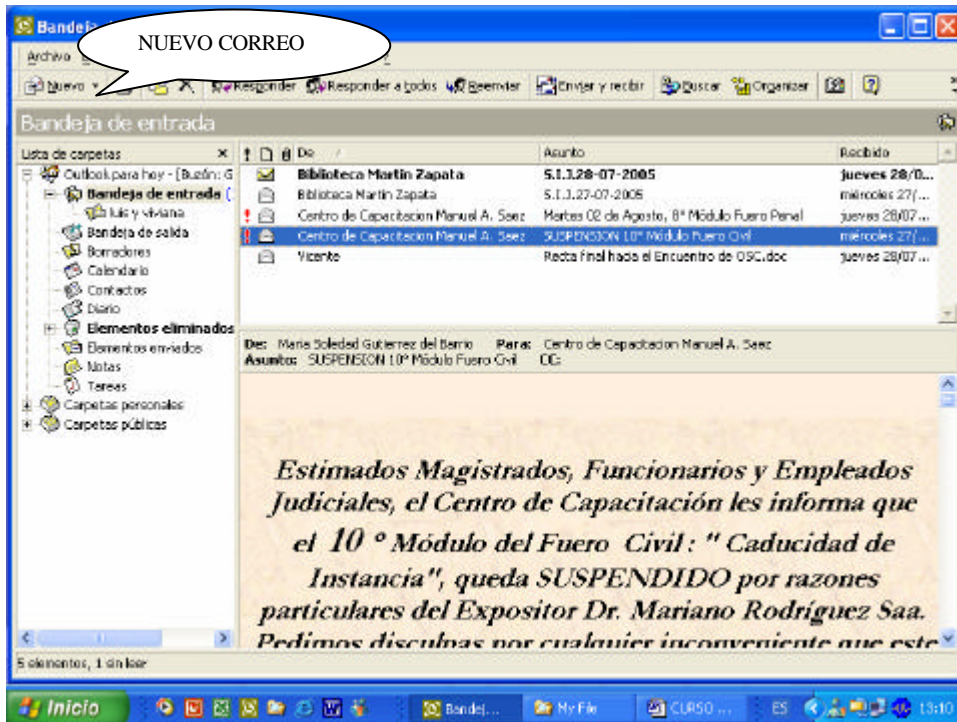 Bandeja
NUEVO CORREO
Archivo
Nuevo Responder Responder a todos Reenviar Enviar y recibir Buscar Organizar
Bandeja de entrada
Lista de carpetas
De Asunto Recibido
Outlook para hoy - [Buzón: G
Bandeja de entrada (
luis y viviana
Bandeja de salida
Borradores
Calendario
Contactos
Diario
Elementos eliminados
Elementos enviados
Notas
Tareas
Carpetas personales
Carpetas públicas
Biblioteca Martin Zapata S.I.J.28-07-2005 jueves 28/0...
Biblioteca Martin Zapata S.I.J.27-07-2005 miércoles 27/...
Centro de Capacitacion Manuel A. Saez Martes 02 de Agosto, 8º Módulo Fuero Penal jueves 28/07...
Centro de Capacitacion Manuel A. Saez SUSPENSION 10º Módulo Fuero Civil miércoles 27/...
Vicente Recta final hacia el Encuentro de OSC.doc jueves 28/07...
De: Maria Soledad Gutierrez del Barrio Para: Centro de Capacitacion Manuel A. Saez
Asunto: SUSPENSION 10º Módulo Fuero Civil CC:
Estimados Magistrados, Funcionarios y Empleados
Judiciales, el Centro de Capacitación les informa que
el 10 º Módulo del Fuero Civil : " Caducidad de
Instancia", queda SUSPENDIDO por razones
particulares del Expositor Dr. Mariano Rodríguez Saa.
Pedimos disculpas por cualquier inconveniente que este
5 elementos, 1 sin leer
Inicio Bandej... My File CURSO ... ES 13:10